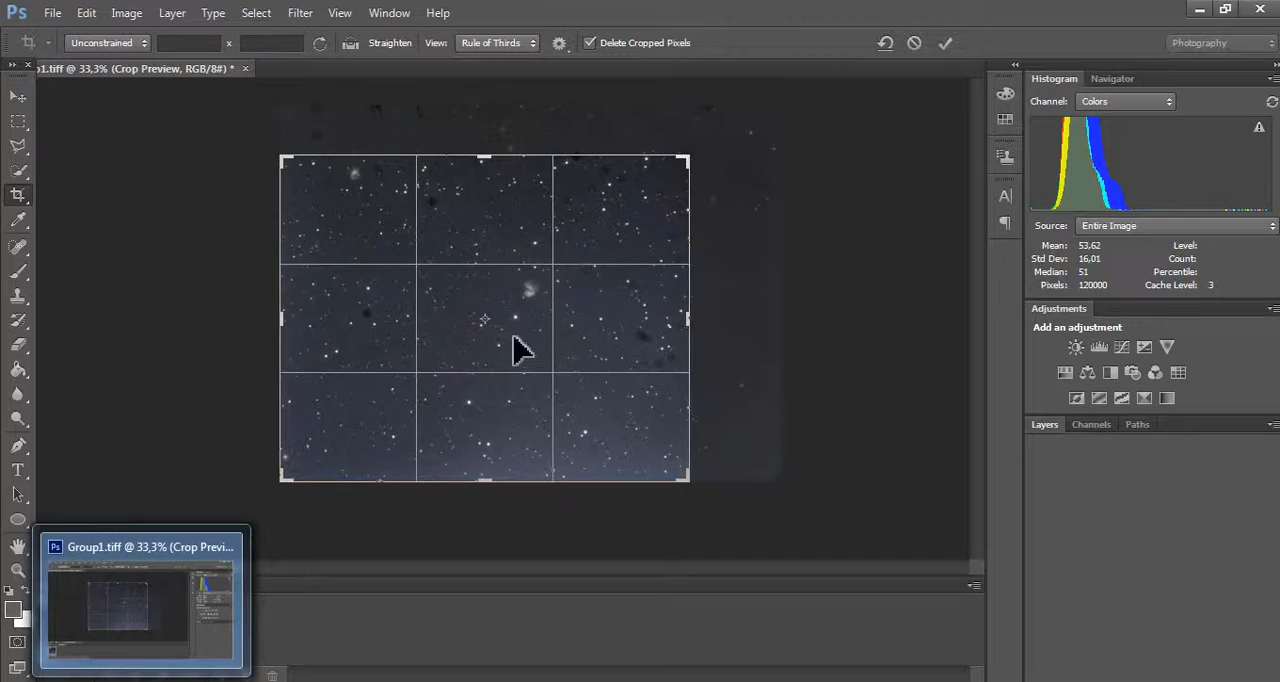 Ps File Edit Image Layer Type Select Filter 3D View Window Help
Unconstrained x Straighten View: Rule of Thirds Delete Cropped Pixels Photography
p1.tiff @ 33,3% (Crop Preview, RGB/8#) * ×
Histogram Navigator
Channel: Colors
Source: Entire Image
Mean: 53,62 Level:
Std Dev: 16,01 Count:
Median: 51 Percentile:
Pixels: 120000 Cache Level: 3
Adjustments
Add an adjustment
Layers Channels Paths
Ps Group1.tiff @ 33,3% (Crop Previ...